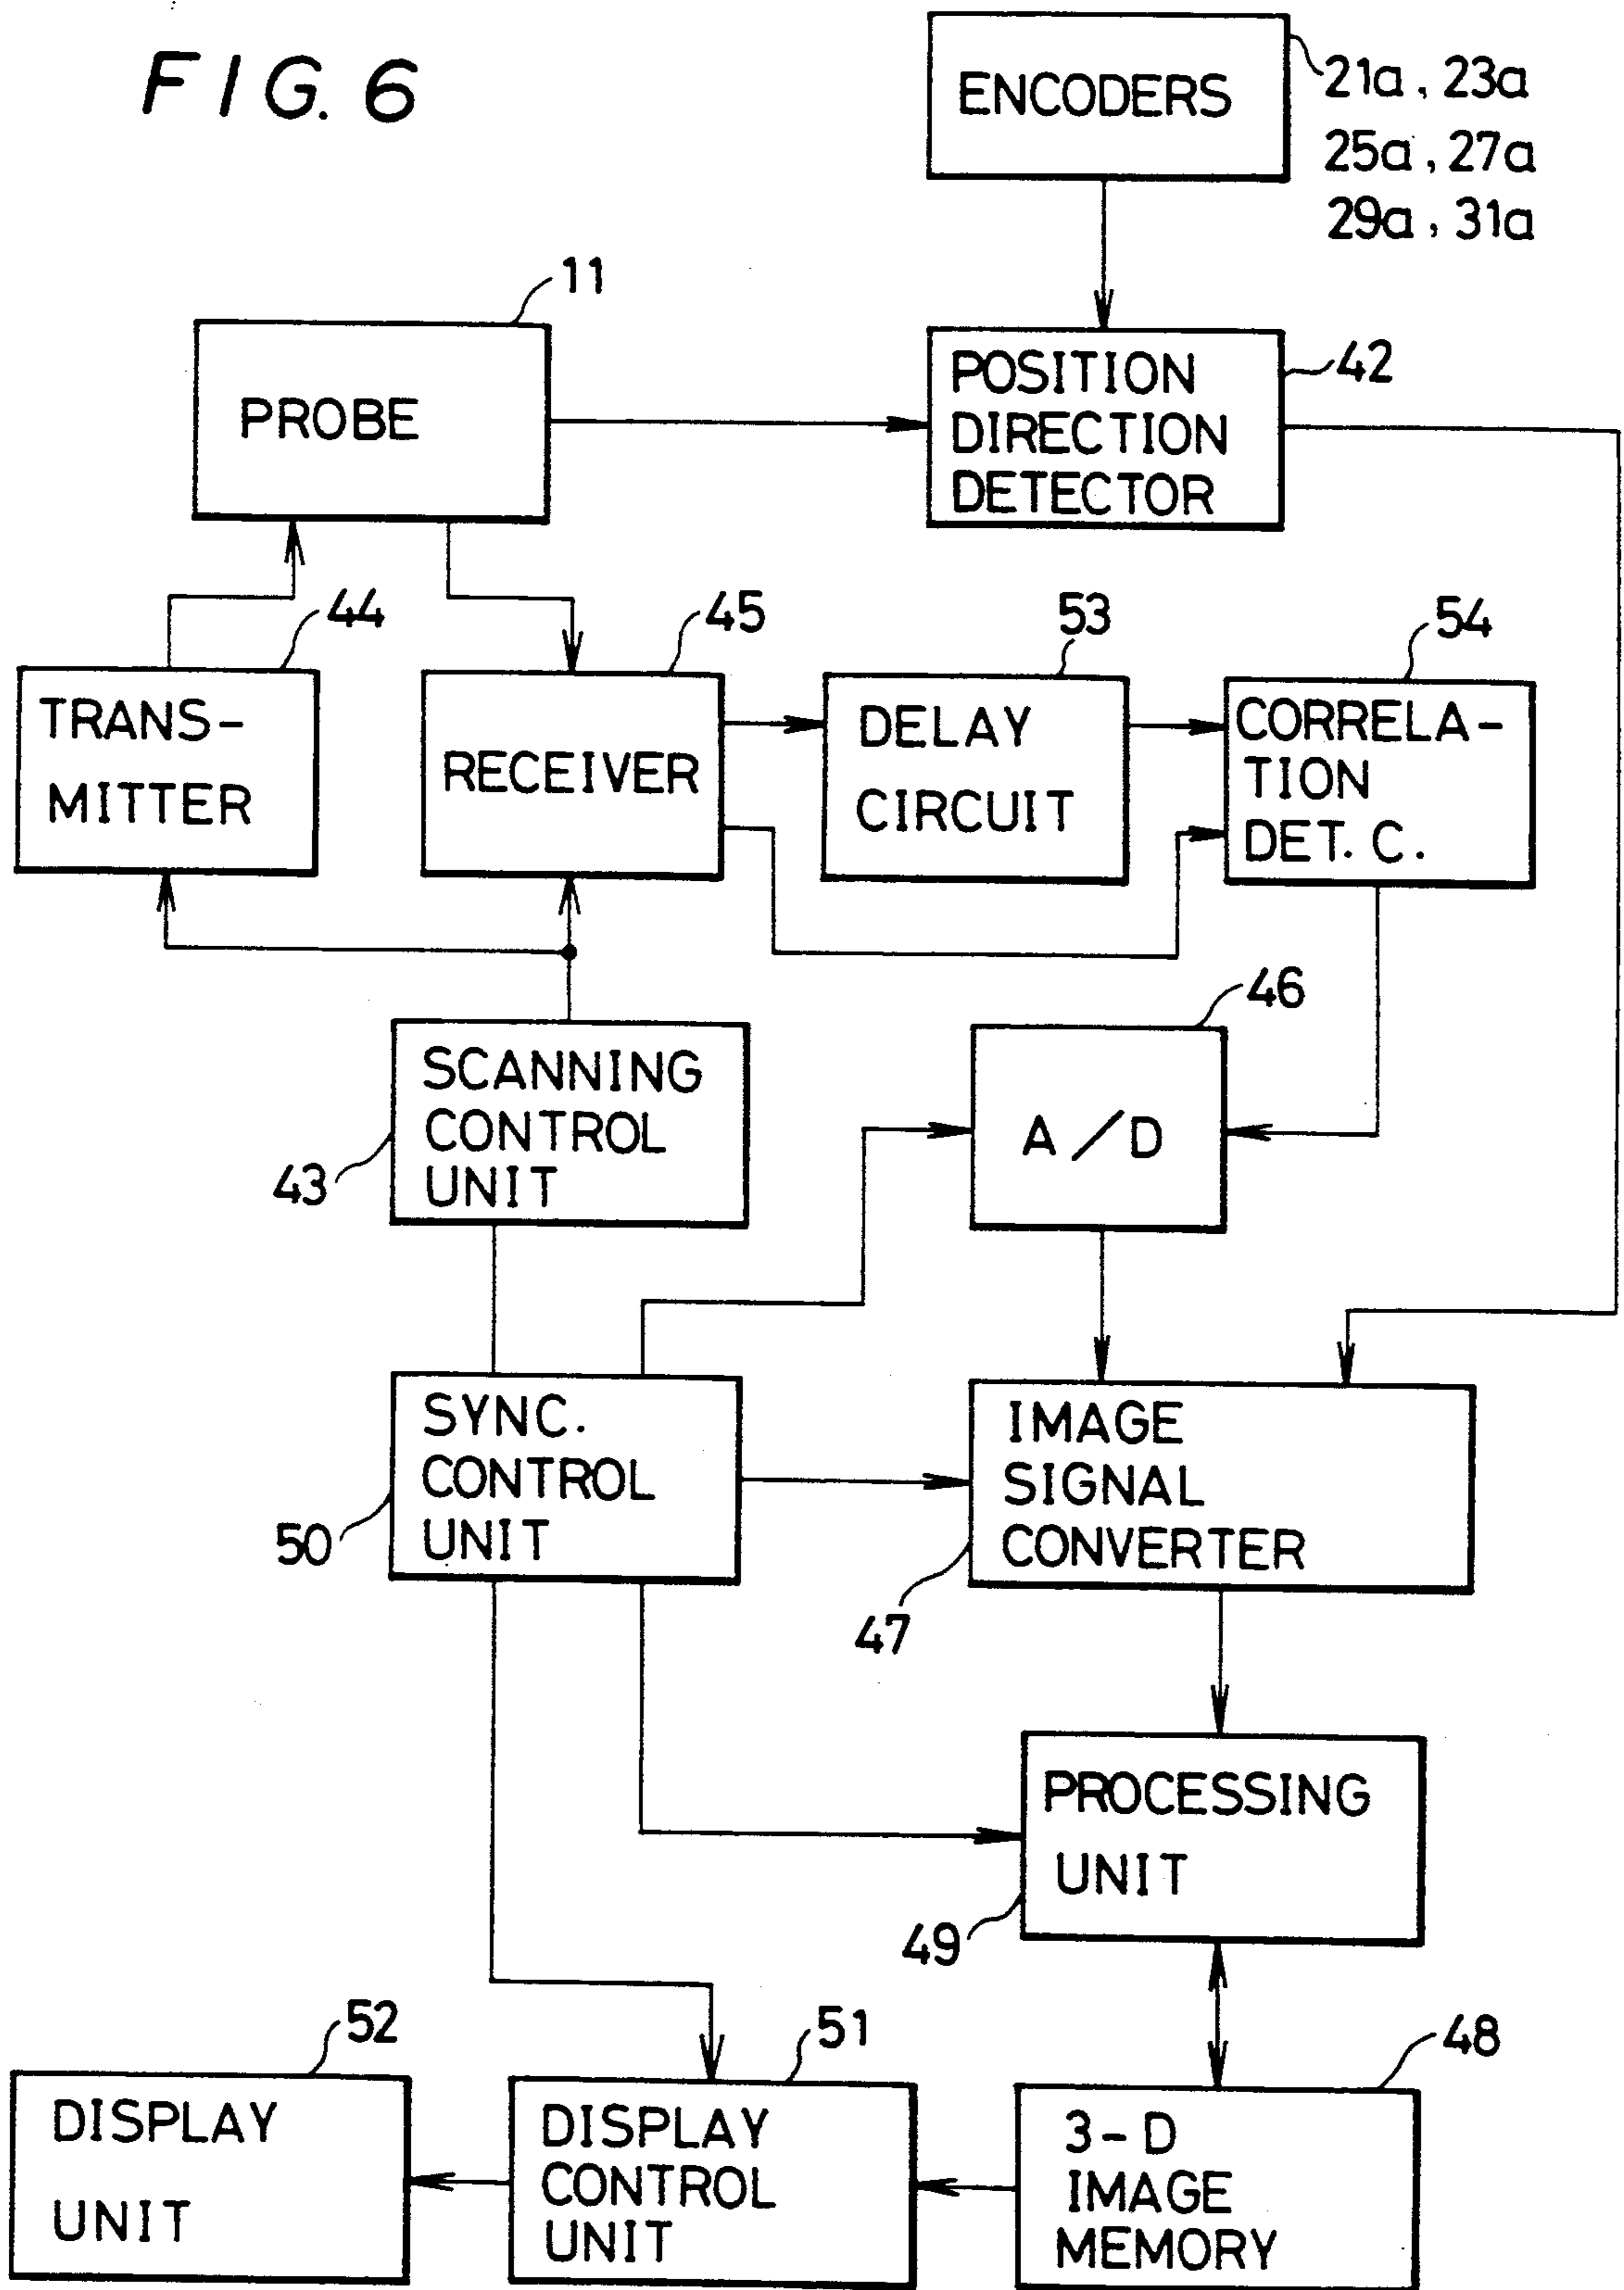 FIG. 6
ENCODERS
21a, 23a
25a, 27a
29a, 31a
11
PROBE
POSITION
DIRECTION
DETECTOR
42
44
TRANS-
MITTER
45
RECEIVER
53
DELAY
CIRCUIT
54
CORRELA-
TION
DET. C.
SCANNING
CONTROL
UNIT
43
46
A/D
SYNC.
CONTROL
UNIT
50
IMAGE
SIGNAL
CONVERTER
47
PROCESSING
UNIT
49
52
DISPLAY
UNIT
51
DISPLAY
CONTROL
UNIT
48
3-D
IMAGE
MEMORY